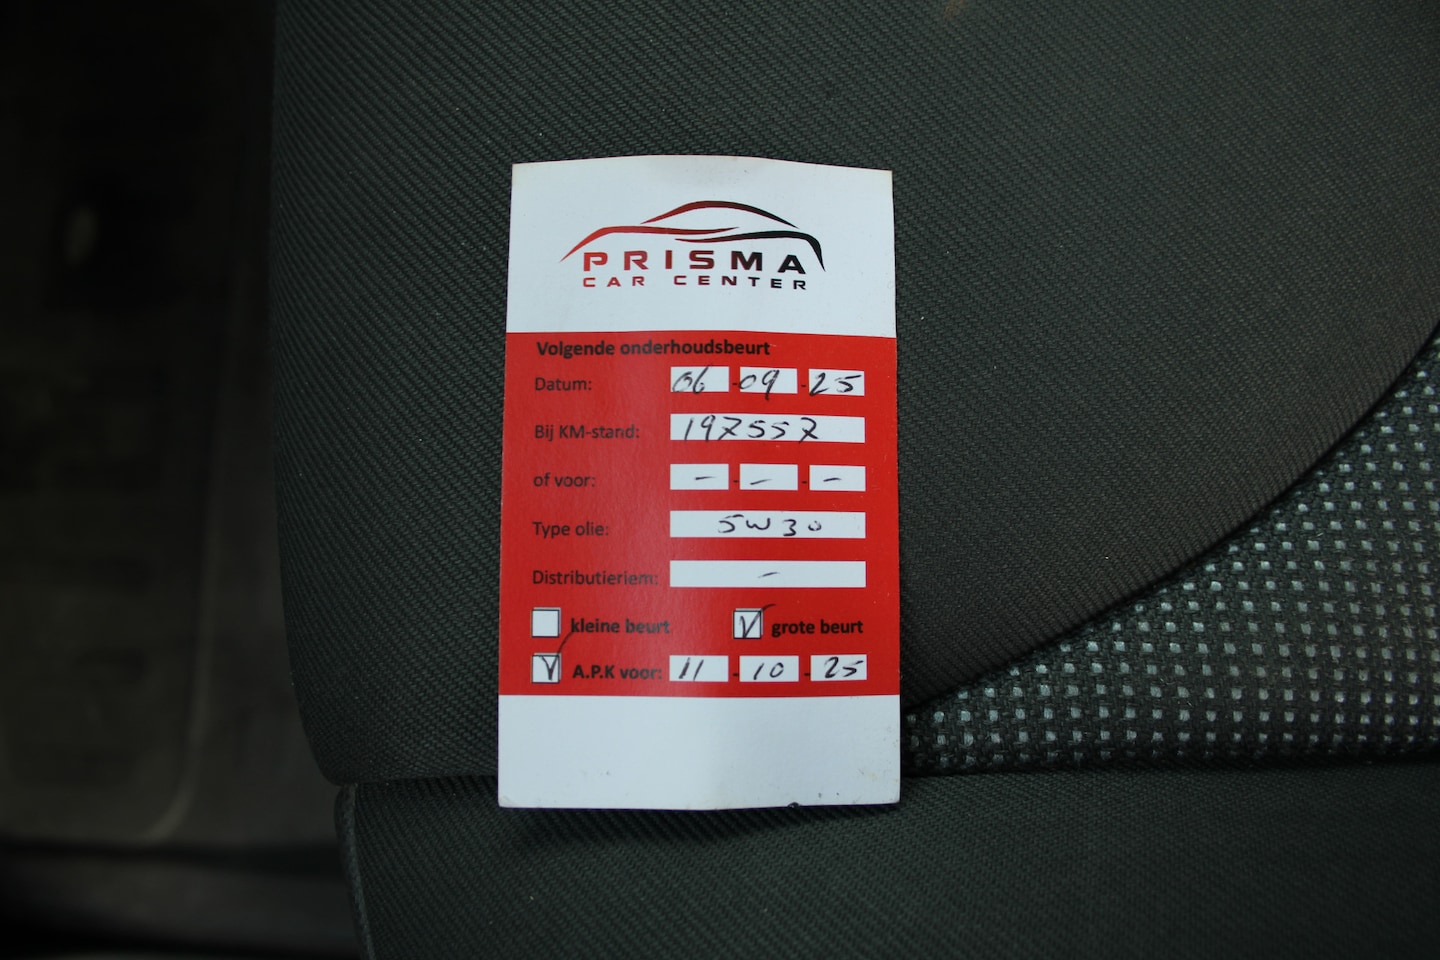 PRISMA
CAR CENTER
Volgende onderhoudsbeurt
Datum: 06-09-25
Bij KM-stand: 197557
of voor: - - - - -
Type olie: 5W30
Distributieriem: -
kleine beurt V grote beurt
V A.P.K voor: 11-10-25